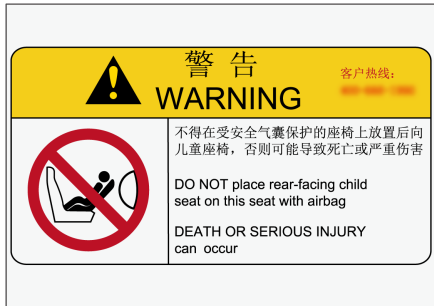 警 告
客户热线：
WARNING
不得在受安全气囊保护的座椅上放置后向
儿童座椅，否则可能导致死亡或严重伤害
DO NOT place rear-facing child
seat on this seat with airbag
DEATH OR SERIOUS INJURY
can occur